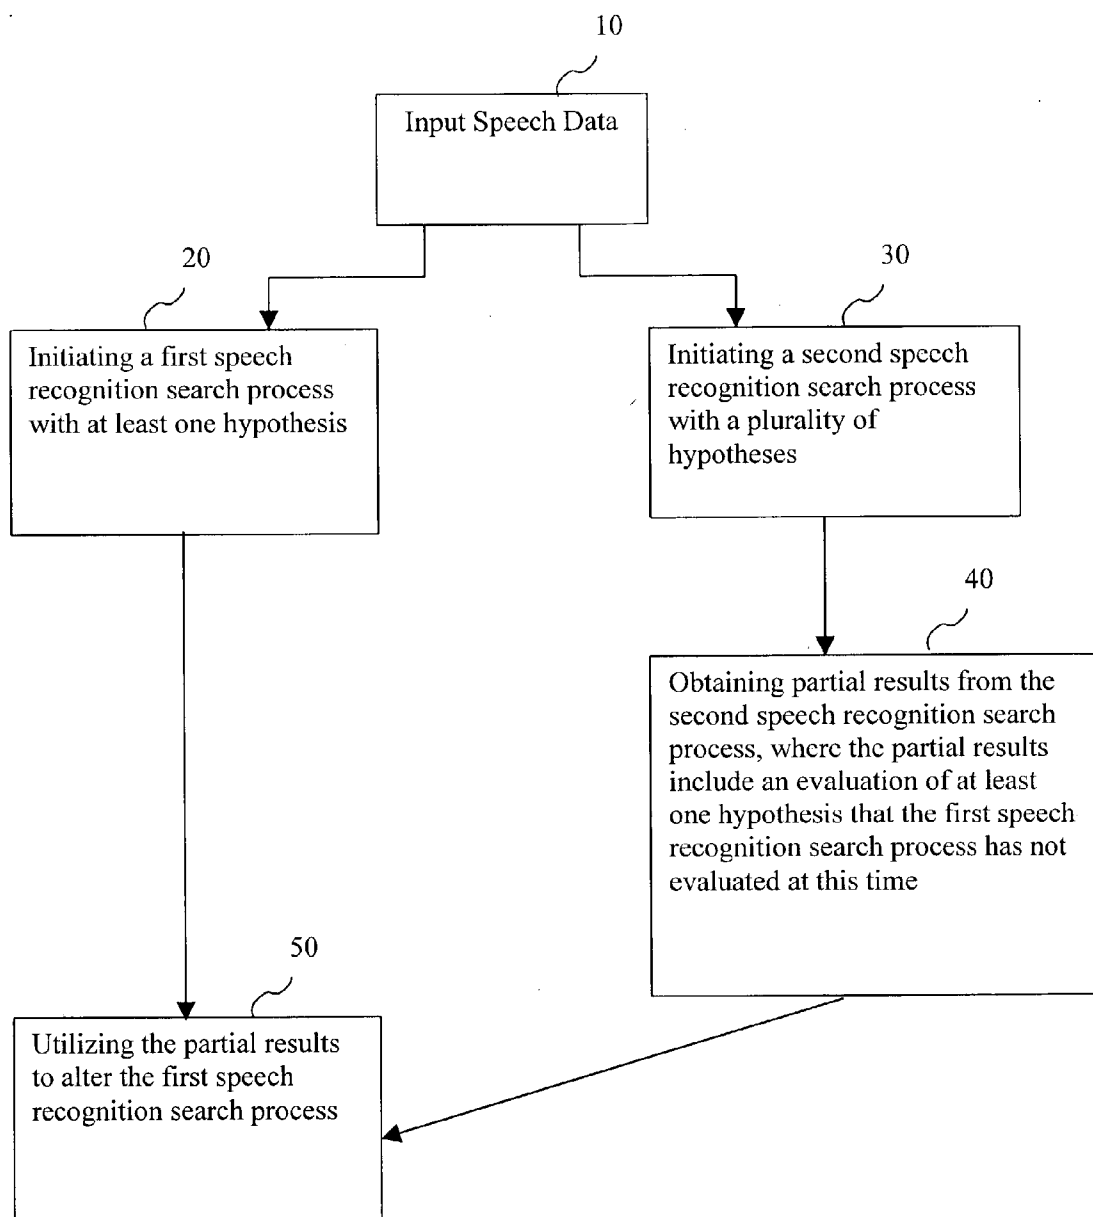 10
Input Speech Data
20
30
Initiating a first speech
recognition search process
with at least one hypothesis
Initiating a second speech
recognition search process
with a plurality of
hypotheses
40
Obtaining partial results from the
second speech recognition search
process, where the partial results
include an evaluation of at least
one hypothesis that the first speech
recognition search process has not
evaluated at this time
50
Utilizing the partial results
to alter the first speech
recognition search process